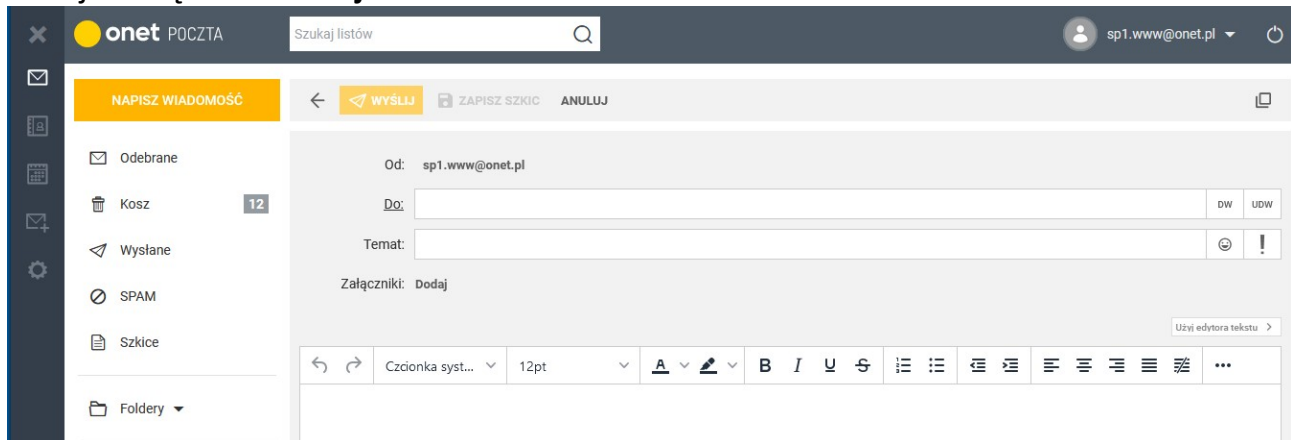 onet POCZTA
Szukaj listów
sp1.www@onet.pl
NAPISZ WIADOMOŚĆ
WYŚLIJ
ZAPISZ SZKIC
ANULUJ
Odebrane
Od: sp1.www@onet.pl
Kosz 12
Do:
DW UDW
Wysłane
Temat:
Załączniki: Dodaj
SPAM
Użyj edytora tekstu >
Szkice
Czcionka syst... 12pt A B I U S
Foldery